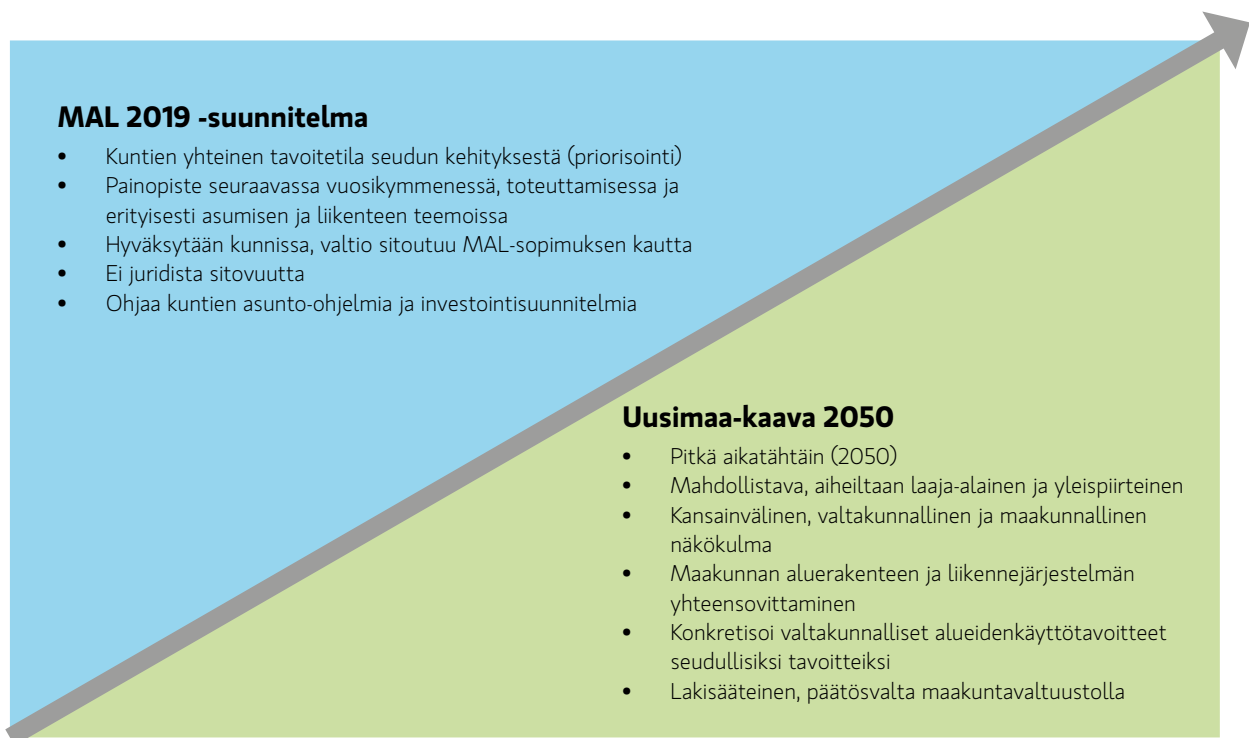 MAL 2019 -suunnitelma
• Kuntien yhteinen tavoitetila seudun kehityksestä (priorisointi)
• Painopiste seuraavassa vuosikymmenessä, toteuttamisessa ja
erityisesti asumisen ja liikenteen teemoissa
• Hyväksytään kunnissa, valtio sitoutuu MAL-sopimuksen kautta
• Ei juridista sitovuutta
• Ohjaa kuntien asunto-ohjelmia ja investointisuunnitelmia
Uusimaa-kaava 2050
• Pitkä aikatähtäin (2050)
• Mahdollistava, aiheiltaan laaja-alainen ja yleispiirteinen
• Kansainvälinen, valtakunnallinen ja maakunnallinen
näkökulma
• Maakunnan aluerakenteen ja liikennejärjestelmän
yhteensovittaminen
• Konkretisoi valtakunnalliset alueidenkäyttötavoitteet
seudullisiksi tavoitteiksi
• Lakisääteinen, päätösvalta maakuntavaltuustolla